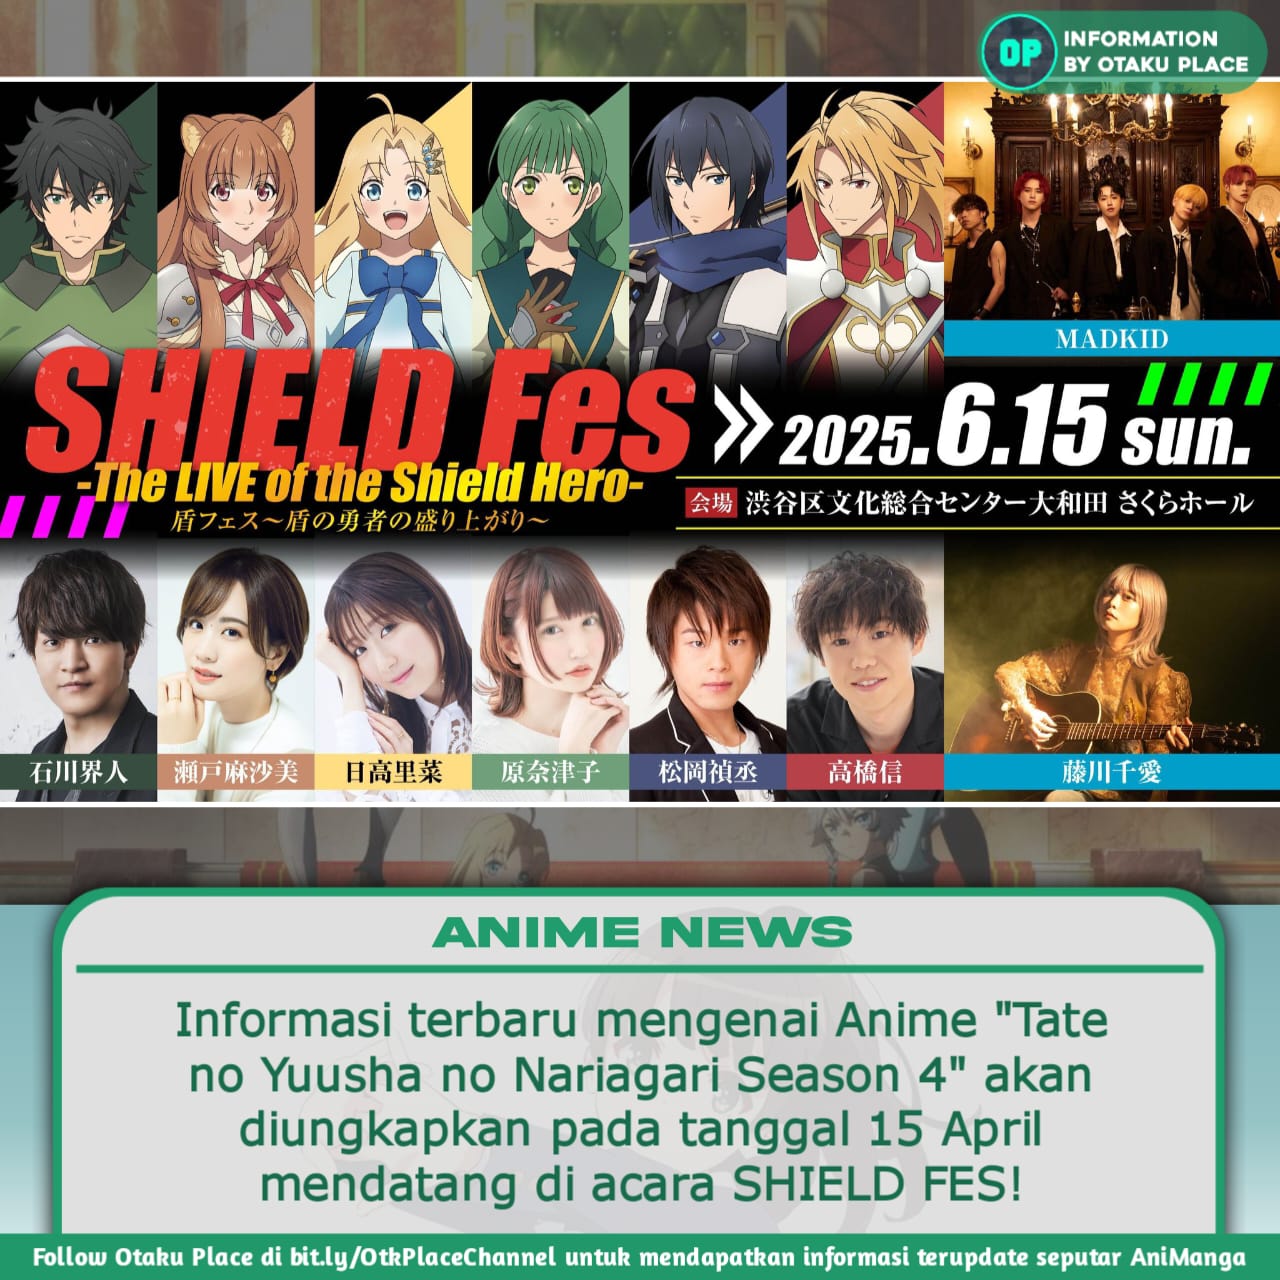 OP
INFORMATION
BY OTAKU PLACE
MADKID
SHIELD Fes
-The LIVE of the Shield Hero-
盾フェス～盾の勇者の盛り上がり～
2025.6.15 sun.
会場 渋谷区文化総合センター大和田 さくらホール
石川界人
瀬戸麻沙美
日高里菜
原奈津子
松岡禎丞
高橋信
藤川千愛
ANIME NEWS
Informasi terbaru mengenai Anime "Tate
no Yuusha no Nariagari Season 4" akan
diungkapkan pada tanggal 15 April
mendatang di acara SHIELD FES!
Follow Otaku Place di bit.ly/OtkPlaceChannel untuk mendapatkan informasi terupdate seputar AniManga